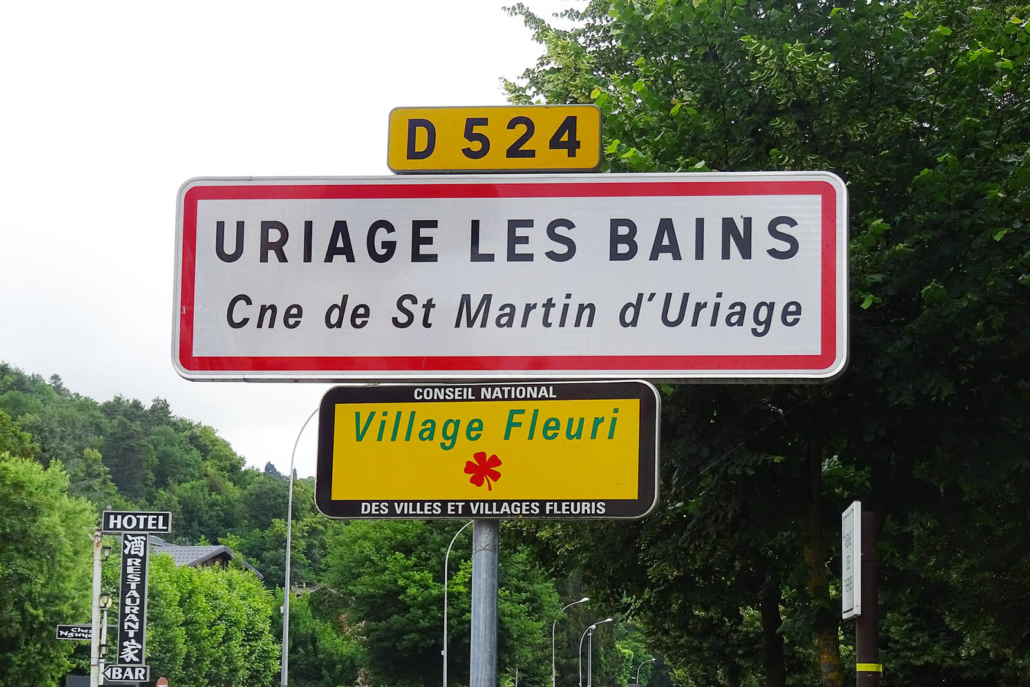 D 524
URIAGE LES BAINS
Cne de St Martin d'Uriage
CONSEIL NATIONAL
Village Fleuri
DES VILLES ET VILLAGES FLEURIS
HOTEL
酒
RESTAURANT
家
BAR
Chez